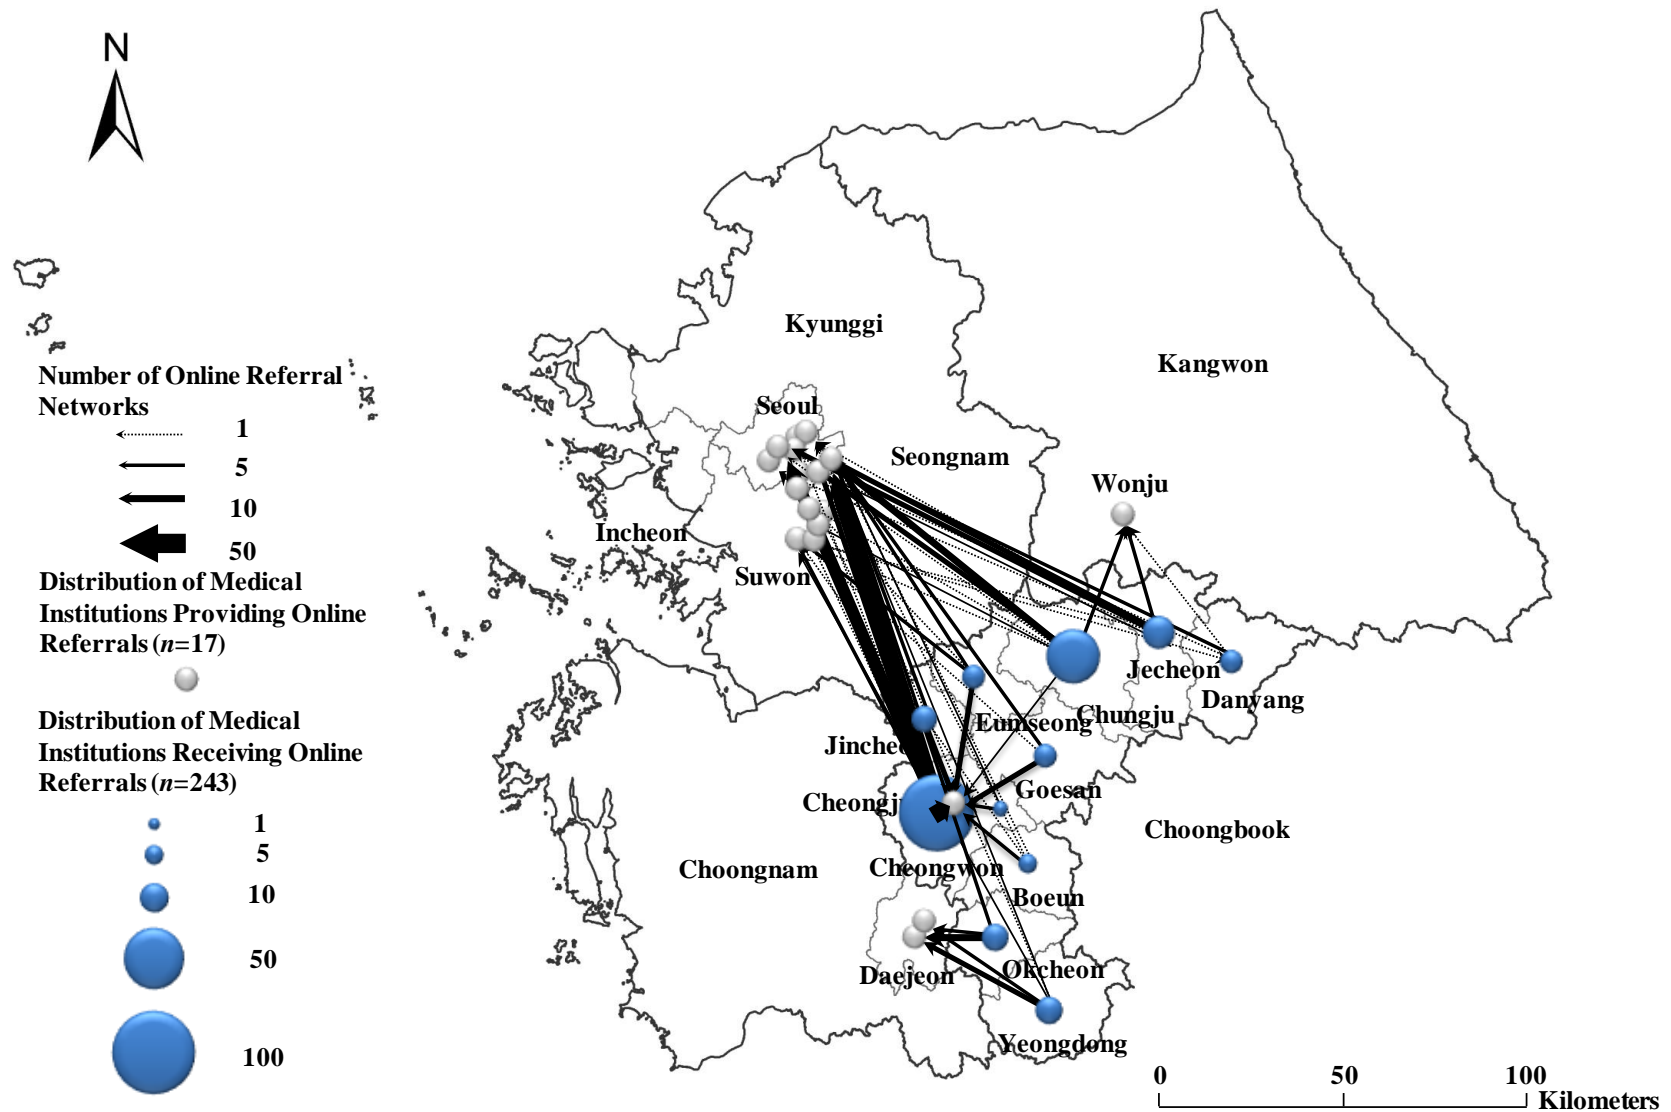 N
Kyunggi
Kangwon
Number of Online Referral
Networks
1
5
10
50
Distribution of Medical
Institutions Providing Online
Referrals (n=17)
Distribution of Medical
Institutions Receiving Online
Referrals (n=243)
1
5
10
50
100
Seoul
Seongnam
Wonju
Incheon
Suwon
Jecheon
Danyang
Chungju
Eumseong
Jinche
Goesan
Cheongj
Choongbook
Choongnam
Cheongwon
Boeun
Daejeon
Okcheon
Yeongdong
0 50 100
Kilometers